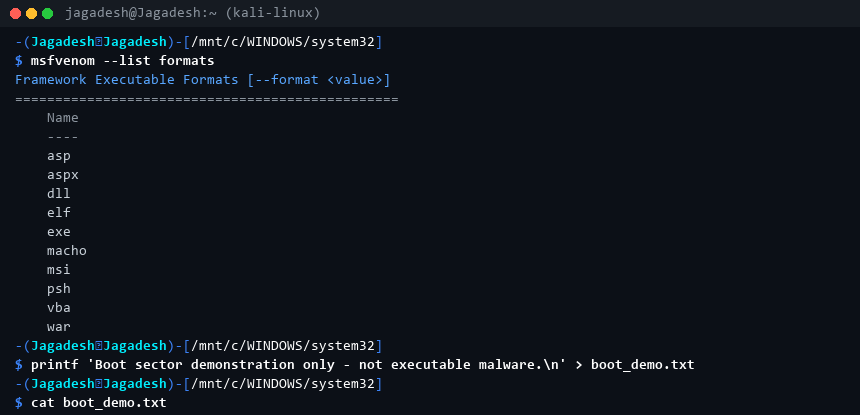 jagadesh@Jagadesh:~ (kali-linux)
-(Jagadesh㉿Jagadesh)-[/mnt/c/WINDOWS/system32]
$ msfvenom --list formats
Framework Executable Formats [--format <value>]
================================================
    Name
    ----
    asp
    aspx
    dll
    elf
    exe
    macho
    msi
    psh
    vba
    war
-(Jagadesh㉿Jagadesh)-[/mnt/c/WINDOWS/system32]
$ printf 'Boot sector demonstration only - not executable malware.\n' > boot_demo.txt
-(Jagadesh㉿Jagadesh)-[/mnt/c/WINDOWS/system32]
$ cat boot_demo.txt